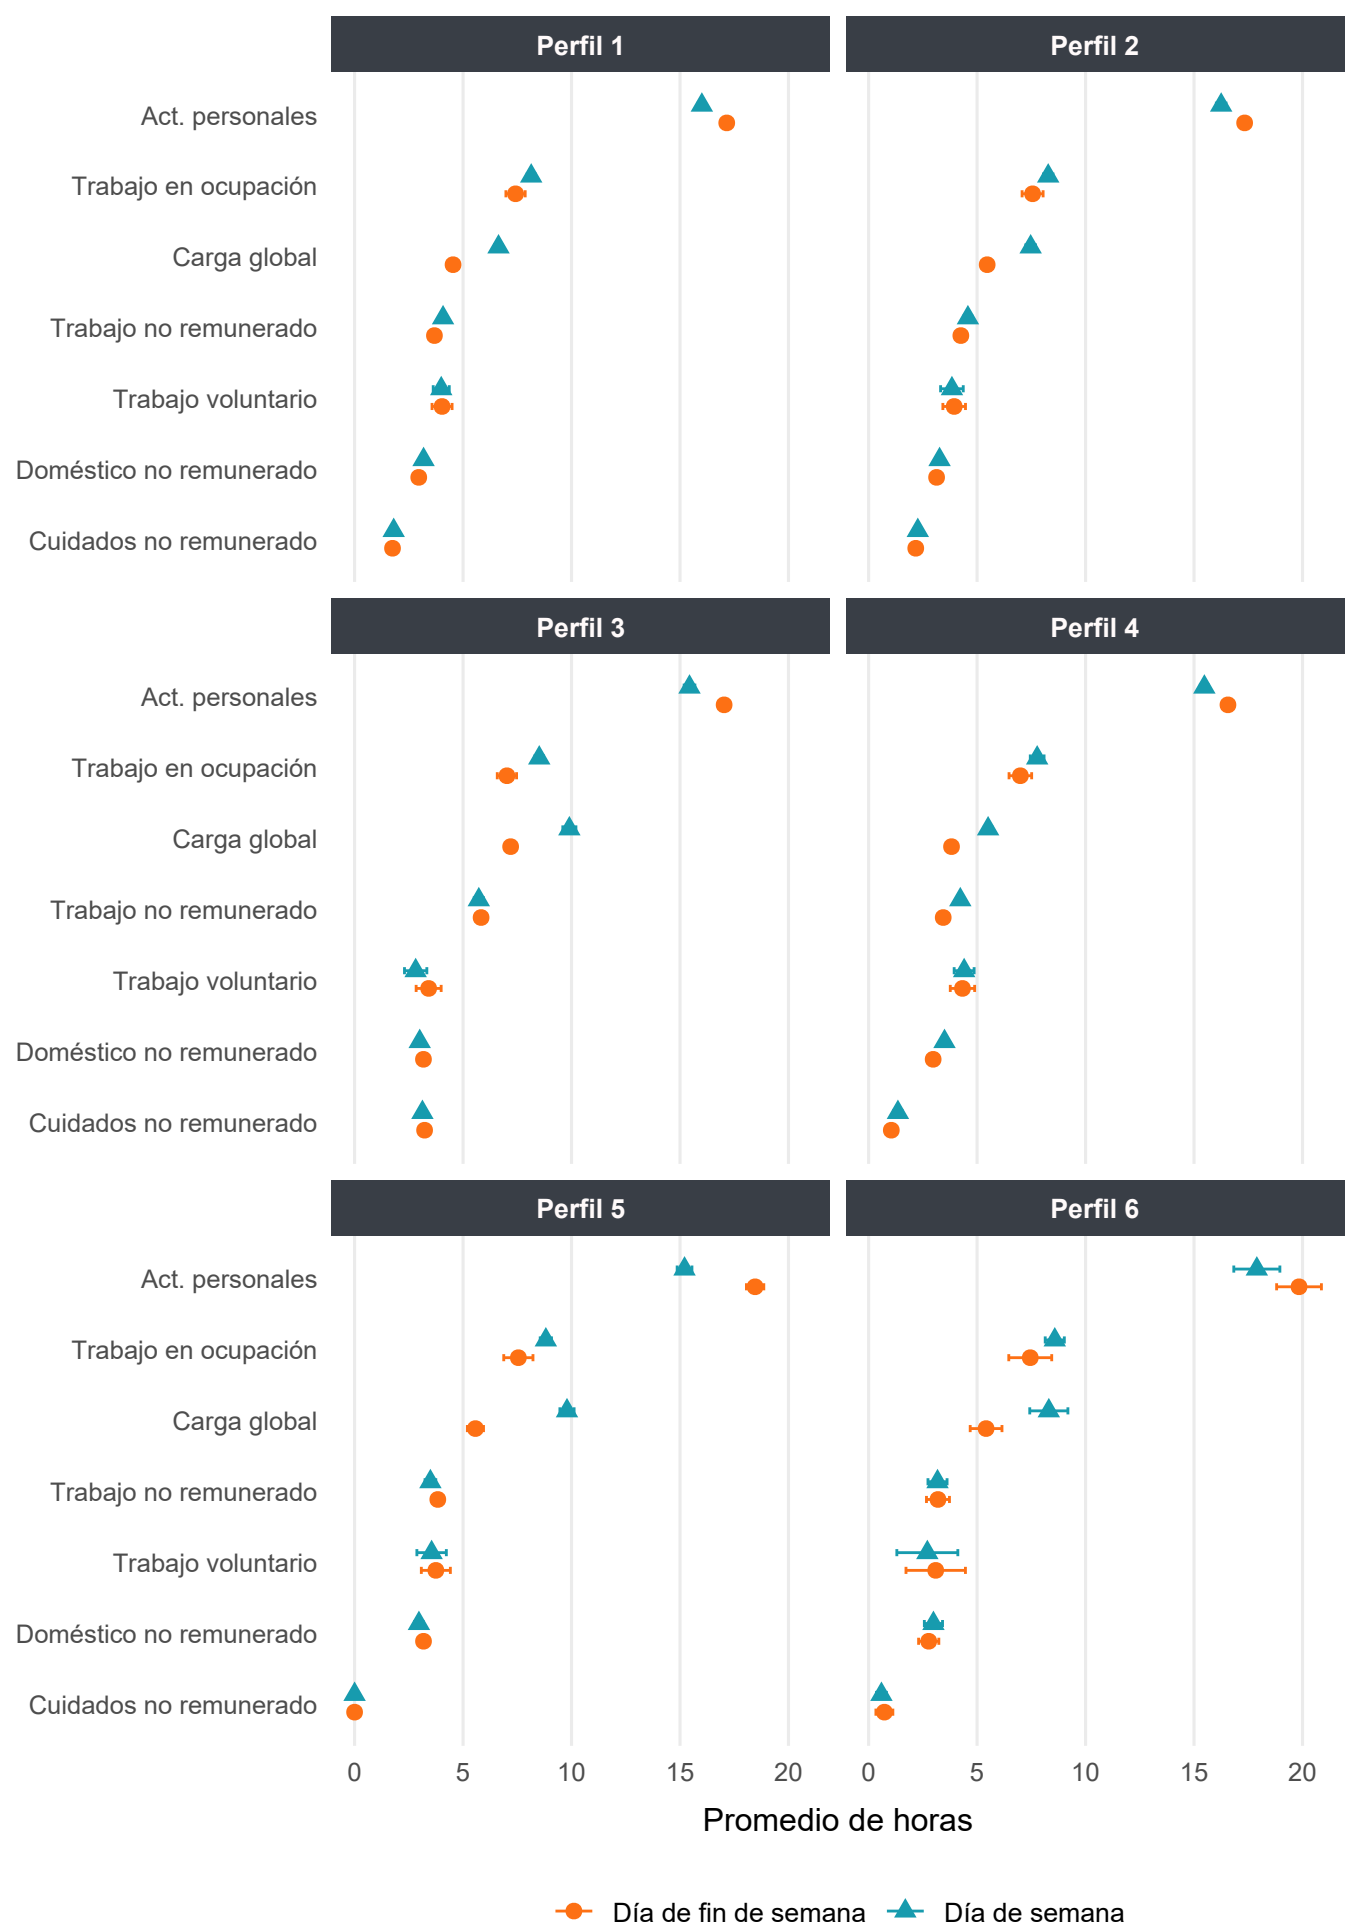 Perfil 1
Perfil 2
Act. personales
Trabajo en ocupación
Carga global
Trabajo no remunerado
Trabajo voluntario
Doméstico no remunerado
Cuidados no remunerado
Perfil 3
Perfil 4
Act. personales
Trabajo en ocupación
Carga global
Trabajo no remunerado
Trabajo voluntario
Doméstico no remunerado
Cuidados no remunerado
Perfil 5
Perfil 6
Act. personales
Trabajo en ocupación
Carga global
Trabajo no remunerado
Trabajo voluntario
Doméstico no remunerado
Cuidados no remunerado
0 5 10 15 20
0 5 10 15 20
Promedio de horas
Día de fin de semana
Día de semana